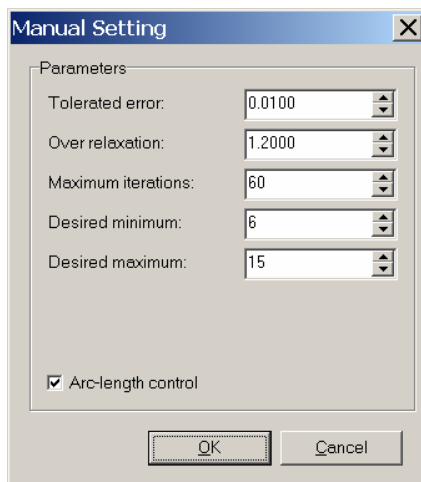 Manual Setting
Parameters
Tolerated error: 0.0100
Over relaxation: 1.2000
Maximum iterations: 60
Desired minimum: 6
Desired maximum: 15
Arc-length control
OK Cancel